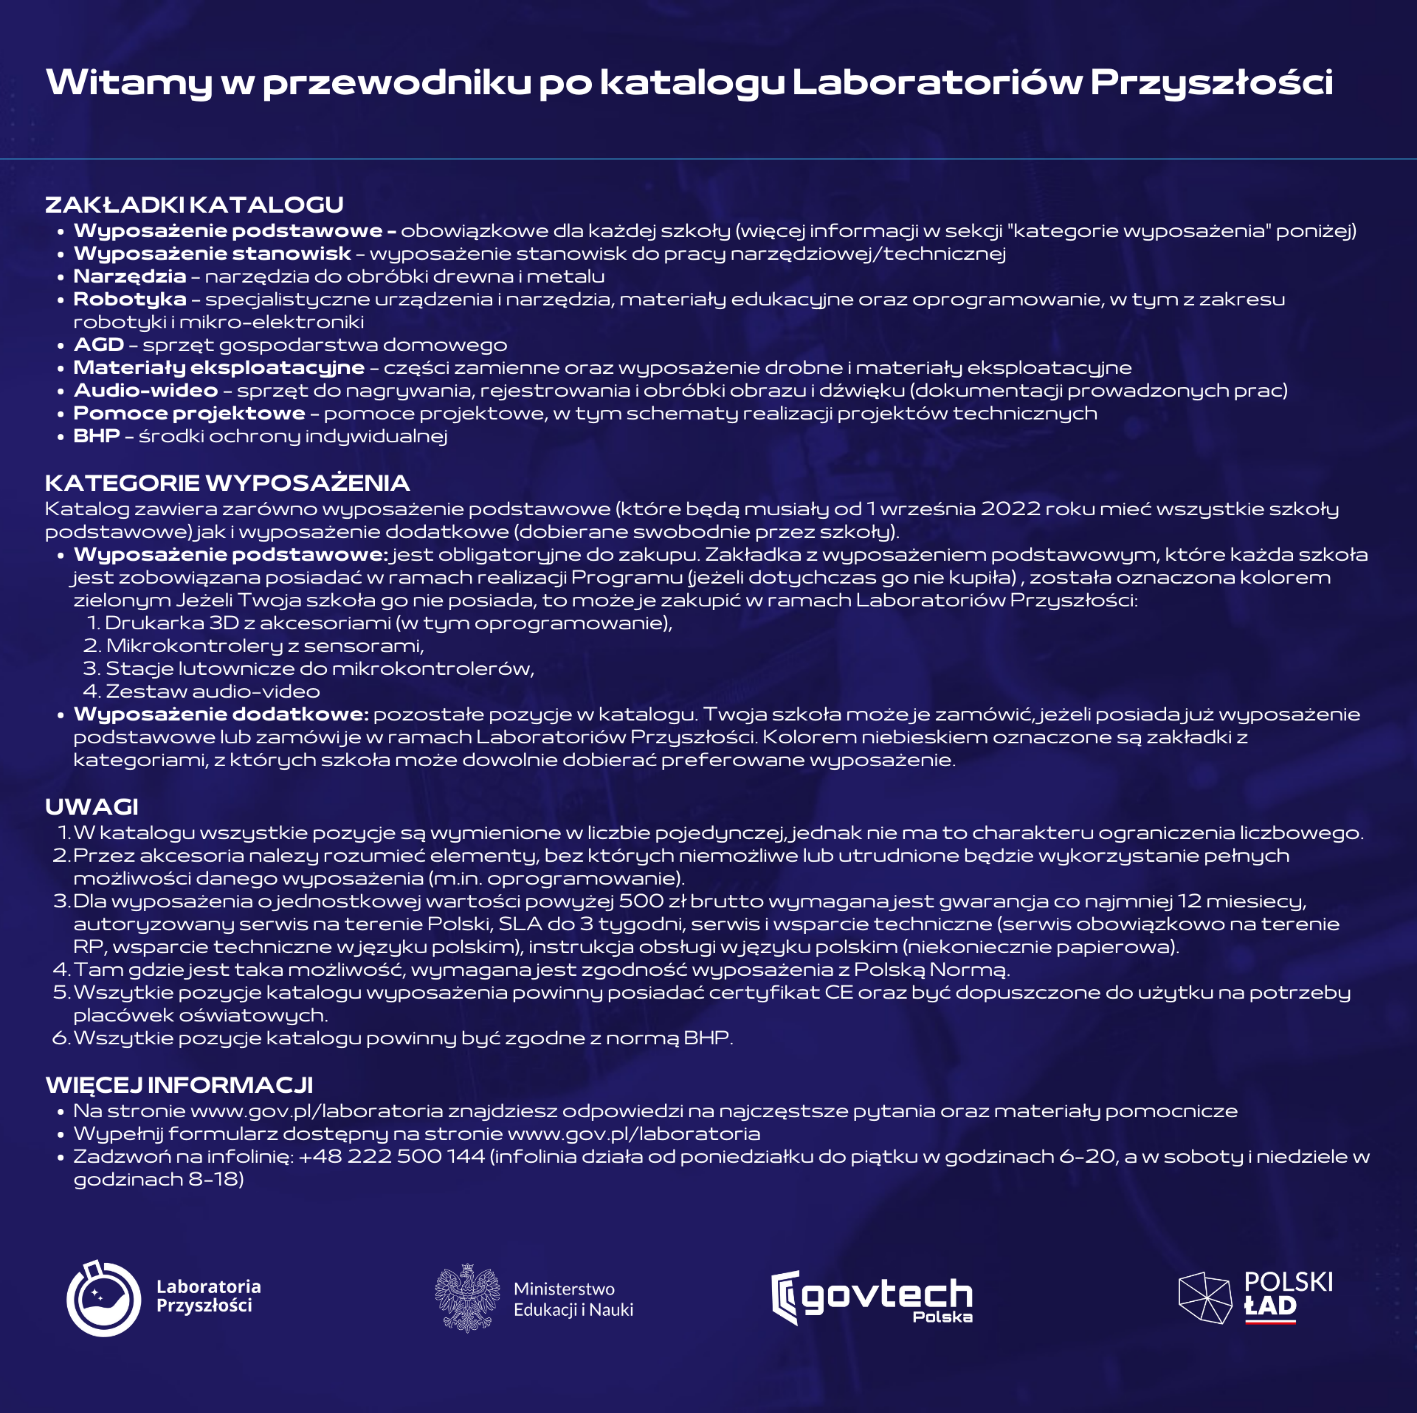 Witamy w przewodniku po katalogu Laboratoriów Przyszłości
ZAKŁADKI KATALOGU
• Wyposażenie podstawowe - obowiązkowe dla każdej szkoły (więcej informacji w sekcji "kategorie wyposażenia" poniżej)
• Wyposażenie stanowisk - wyposażenie stanowisk do pracy narzędziowej/technicznej
• Narzędzia - narzędzia do obróbki drewna i metalu
• Robotyka - specjalistyczne urządzenia i narzędzia, materiały edukacyjne oraz oprogramowanie, w tym z zakresu
robotyki i mikro-elektroniki
• AGD - sprzęt gospodarstwa domowego
• Materiały eksploatacyjne - części zamienne oraz wyposażenie drobne i materiały eksploatacyjne
• Audio-wideo - sprzęt do nagrywania, rejestrowania i obróbki obrazu i dźwięku (dokumentacji prowadzonych prac)
• Pomoce projektowe - pomoce projektowe, w tym schematy realizacji projektów technicznych
• BHP - środki ochrony indywidualnej
KATEGORIE WYPOSAŻENIA
Katalog zawiera zarówno wyposażenie podstawowe (które będą musiały od 1 września 2022 roku mieć wszystkie szkoły
podstawowe) jak i wyposażenie dodatkowe (dobierane swobodnie przez szkoły).
• Wyposażenie podstawowe: jest obligatoryjne do zakupu. Zakładka z wyposażeniem podstawowym, które każda szkoła
jest zobowiązana posiadać w ramach realizacji Programu (jeżeli dotychczas go nie kupiła) , została oznaczona kolorem
zielonym Jeżeli Twoja szkoła go nie posiada, to może je zakupić w ramach Laboratoriów Przyszłości:
1. Drukarka 3D z akcesoriami (w tym oprogramowanie),
2. Mikrokontrolery z sensorami,
3. Stacje lutownicze do mikrokontrolerów,
4. Zestaw audio-video
• Wyposażenie dodatkowe: pozostałe pozycje w katalogu. Twoja szkoła może je zamówić, jeżeli posiada już wyposażenie
podstawowe lub zamówi je w ramach Laboratoriów Przyszłości. Kolorem niebieskiem oznaczone są zakładki z
kategoriami, z których szkoła może dowolnie dobierać preferowane wyposażenie.
UWAGI
1. W katalogu wszystkie pozycje są wymienione w liczbie pojedynczej, jednak nie ma to charakteru ograniczenia liczbowego.
2. Przez akcesoria nalezy rozumieć elementy, bez których niemożliwe lub utrudnione będzie wykorzystanie pełnych
możliwości danego wyposażenia (m.in. oprogramowanie).
3. Dla wyposażenia o jednostkowej wartości powyżej 500 zł brutto wymagana jest gwarancja co najmniej 12 miesiecy,
autoryzowany serwis na terenie Polski, SLA do 3 tygodni, serwis i wsparcie techniczne (serwis obowiązkowo na terenie
RP, wsparcie techniczne w języku polskim), instrukcja obsługi w języku polskim (niekoniecznie papierowa).
4. Tam gdzie jest taka możliwość, wymagana jest zgodność wyposażenia z Polską Normą.
5. Wszytkie pozycje katalogu wyposażenia powinny posiadać certyfikat CE oraz być dopuszczone do użytku na potrzeby
placówek oświatowych.
6. Wszytkie pozycje katalogu powinny być zgodne z normą BHP.
WIĘCEJ INFORMACJI
• Na stronie www.gov.pl/laboratoria znajdziesz odpowiedzi na najczęstsze pytania oraz materiały pomocnicze
• Wypełnij formularz dostępny na stronie www.gov.pl/laboratoria
• Zadzwoń na infolinię: +48 222 500 144 (infolinia działa od poniedziałku do piątku w godzinach 6-20, a w soboty i niedziele w
godzinach 8-18)
Laboratoria
Przyszłości
Ministerstwo
Edukacji i Nauki
govtech
Polska
POLSKI
ŁAD